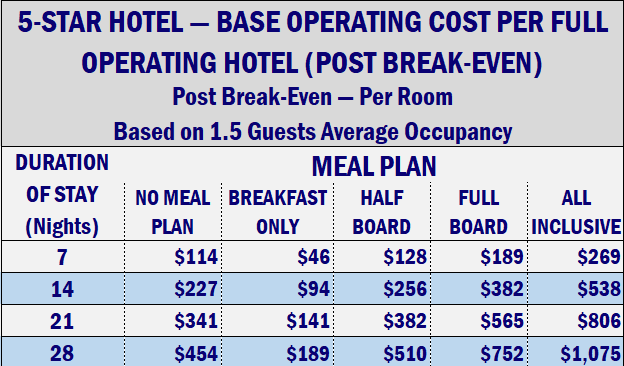 5-STAR HOTEL — BASE OPERATING COST PER FULL
OPERATING HOTEL (POST BREAK-EVEN)
Post Break-Even — Per Room
Based on 1.5 Guests Average Occupancy
DURATION OF STAY (Nights) MEAL PLAN
NO MEAL PLAN BREAKFAST ONLY HALF BOARD FULL BOARD ALL INCLUSIVE
7 $114 $46 $128 $189 $269
14 $227 $94 $256 $382 $538
21 $341 $141 $382 $565 $806
28 $454 $189 $510 $752 $1,075